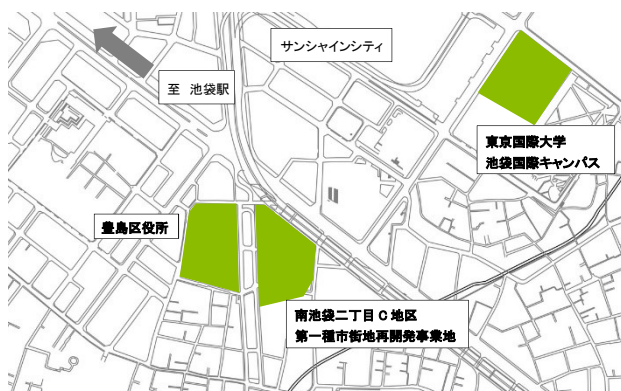 サンシャインシティ
至 池袋駅
東京国際大学
池袋国際キャンパス
豊島区役所
南池袋二丁目C地区
第一種市街地再開発事業地